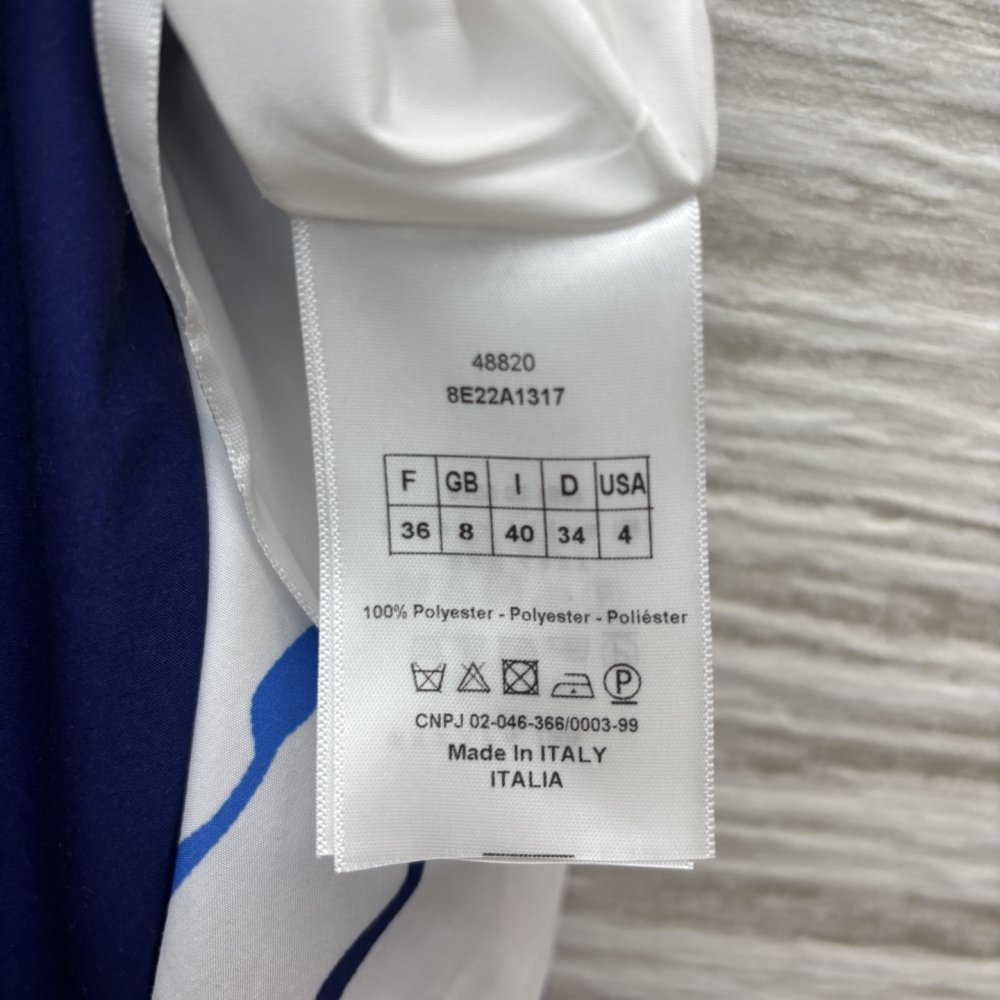 48820
8E22A1317
F GB I D USA
36 8 40 34 4
100% Polyester - Polyester - Poliéster
P
CNPJ 02-046-366/0003-99
Made In ITALY
ITALIA